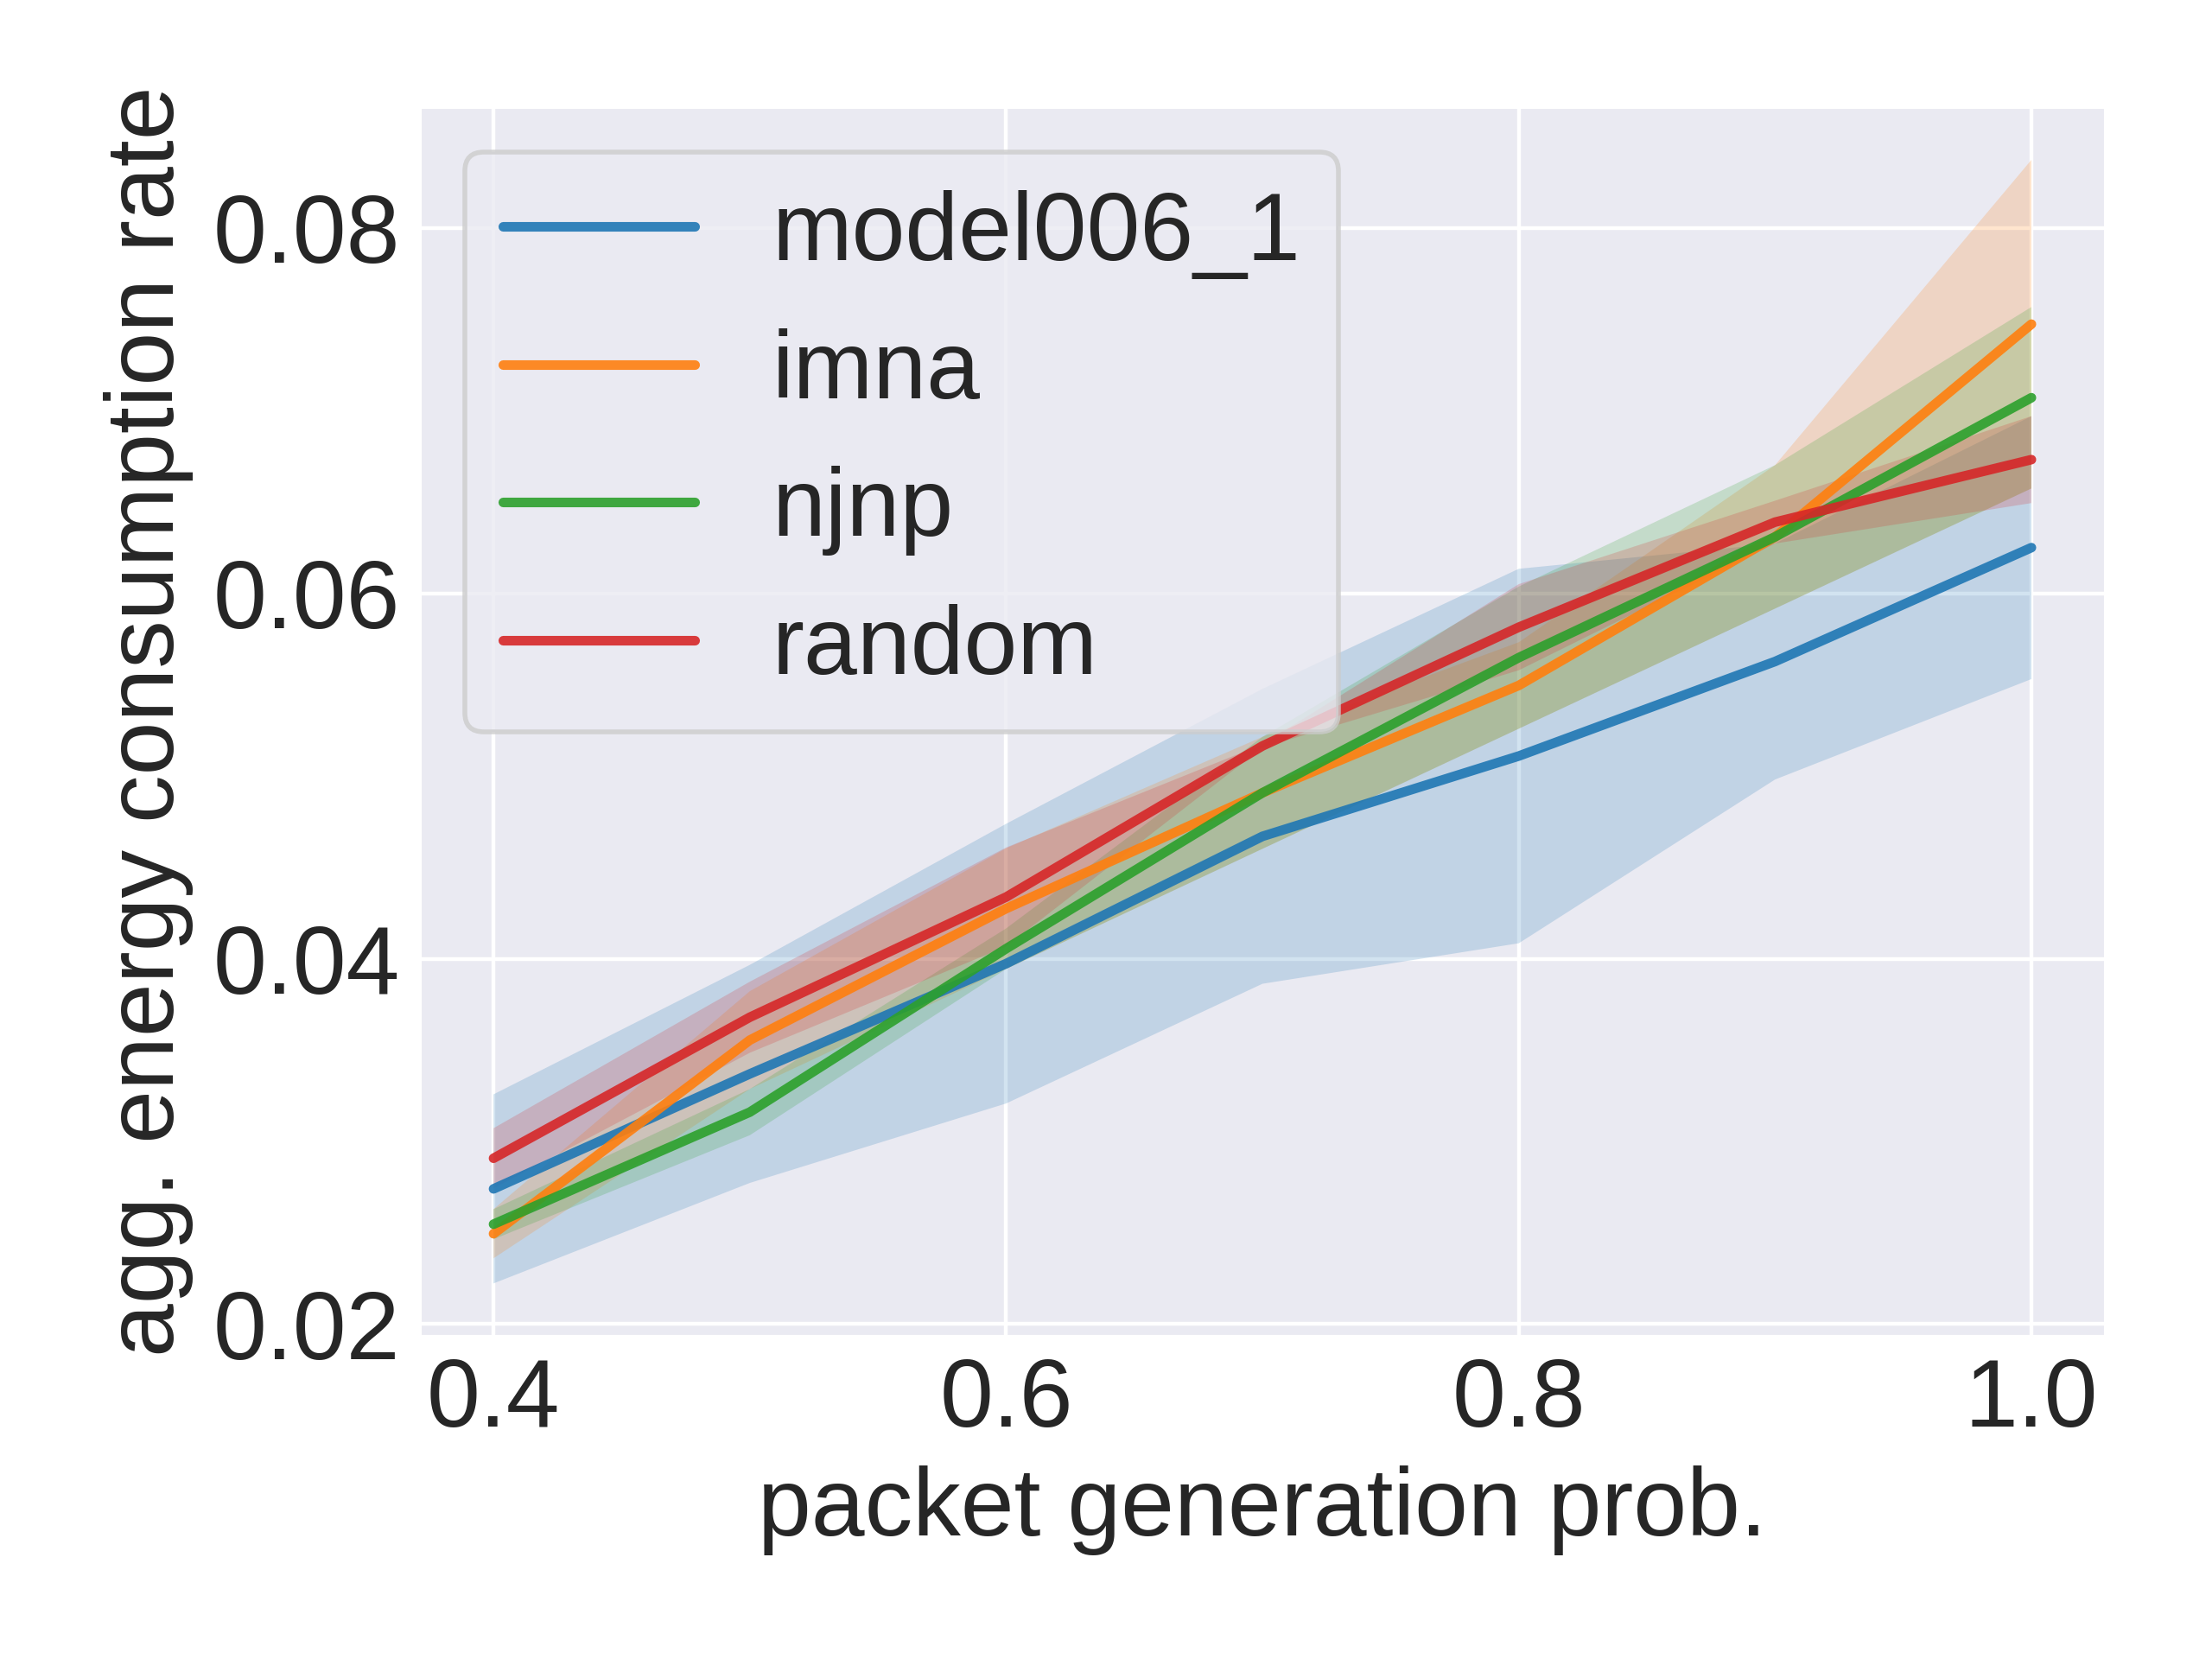 agg. energy consumption rate
0.08
0.06
0.04
0.02
model006_1
imna
njnp
random
0.4 0.6 0.8 1.0
packet generation prob.